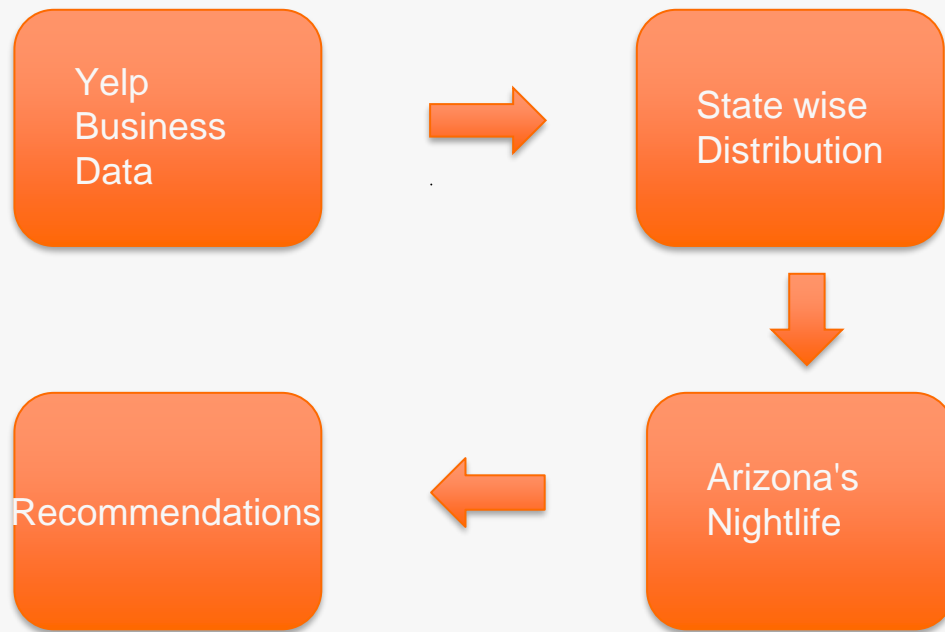 Yelp
Business
Data
State wise
Distribution
.
Arizona's
Nightlife
Recommendations